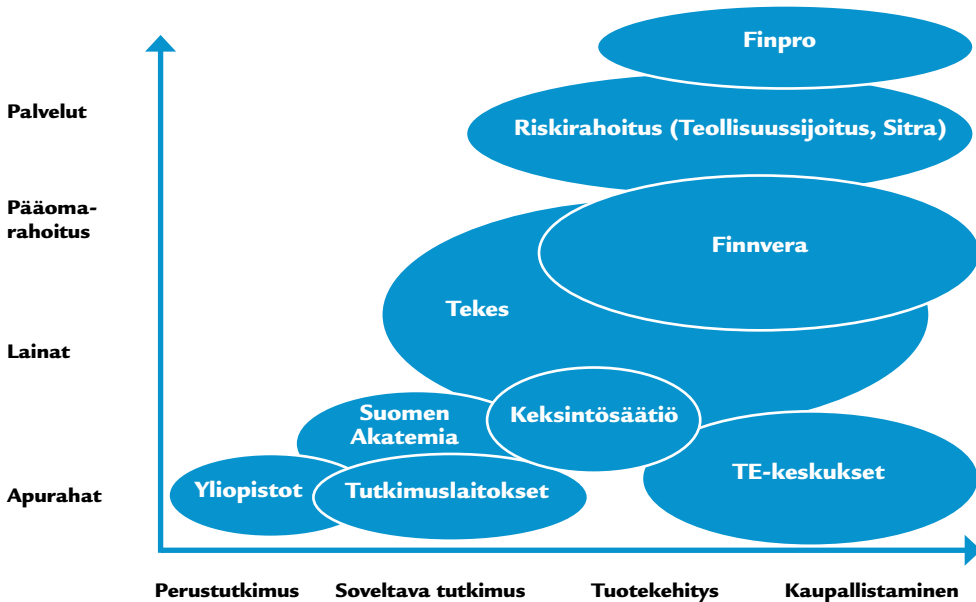 Finpro
Palvelut
Riskirahoitus (Teollisuussijoitus, Sitra)
Pääoma-
rahoitus
Finnvera
Tekes
Lainat
Suomen
Akatemia
Keksintösäätiö
TE-keskukset
Apurahat
Yliopistot
Tutkimuslaitokset
Perustutkimus
Soveltava tutkimus
Tuotekehitys
Kaupallistaminen